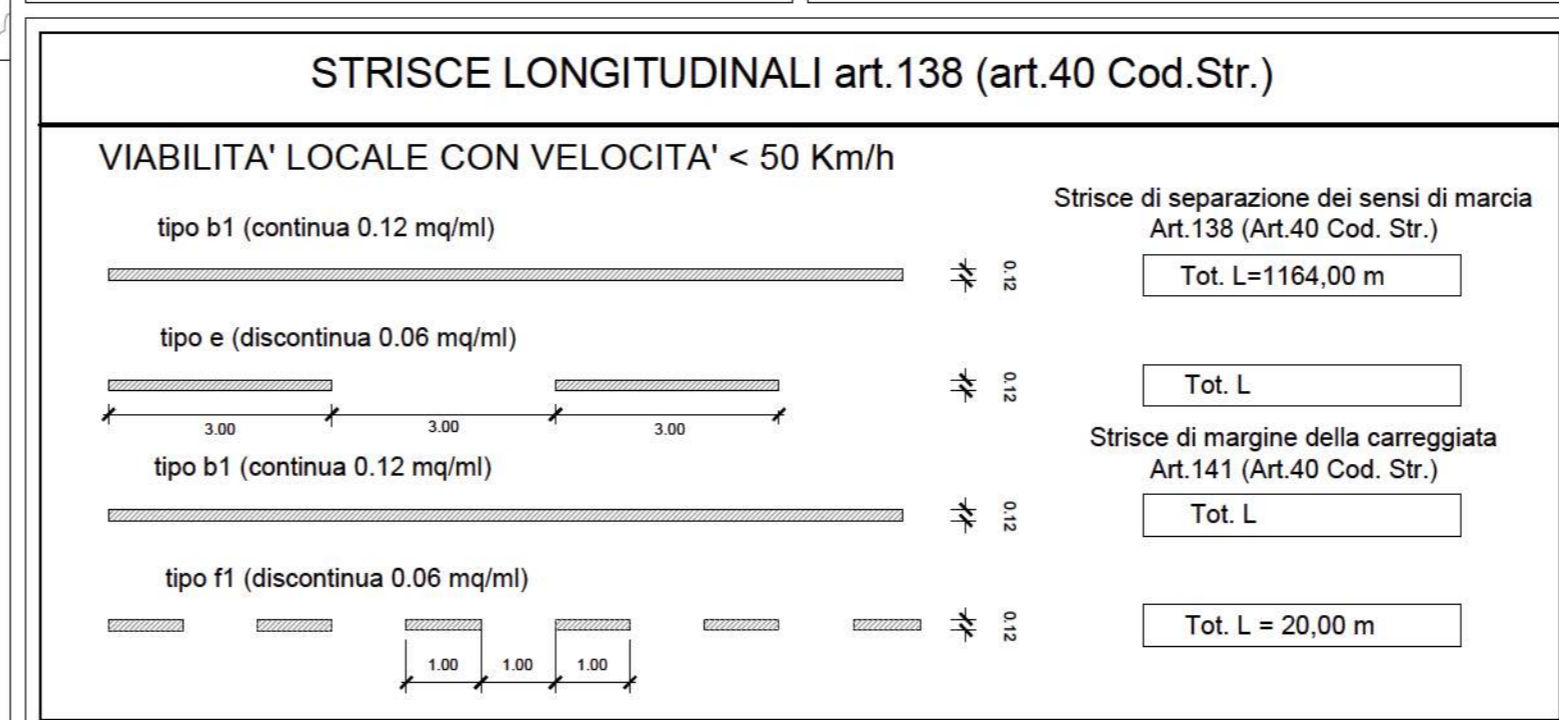 STRISCE LONGITUDINALI art.138 (art.40 Cod.Str.)
VIABILITA' LOCALE CON VELOCITA' < 50 Km/h
Strisce di separazione dei sensi di marcia
Art.138 (Art.40 Cod. Str.)
tipo b1 (continua 0.12 mq/ml)
0.12
Tot. L=1164,00 m
tipo e (discontinua 0.06 mq/ml)
0.12
Tot. L
3.00 3.00 3.00
Strisce di margine della carreggiata
Art.141 (Art.40 Cod. Str.)
tipo b1 (continua 0.12 mq/ml)
0.12
Tot. L
tipo f1 (discontinua 0.06 mq/ml)
0.12
Tot. L = 20,00 m
1.00 1.00 1.00